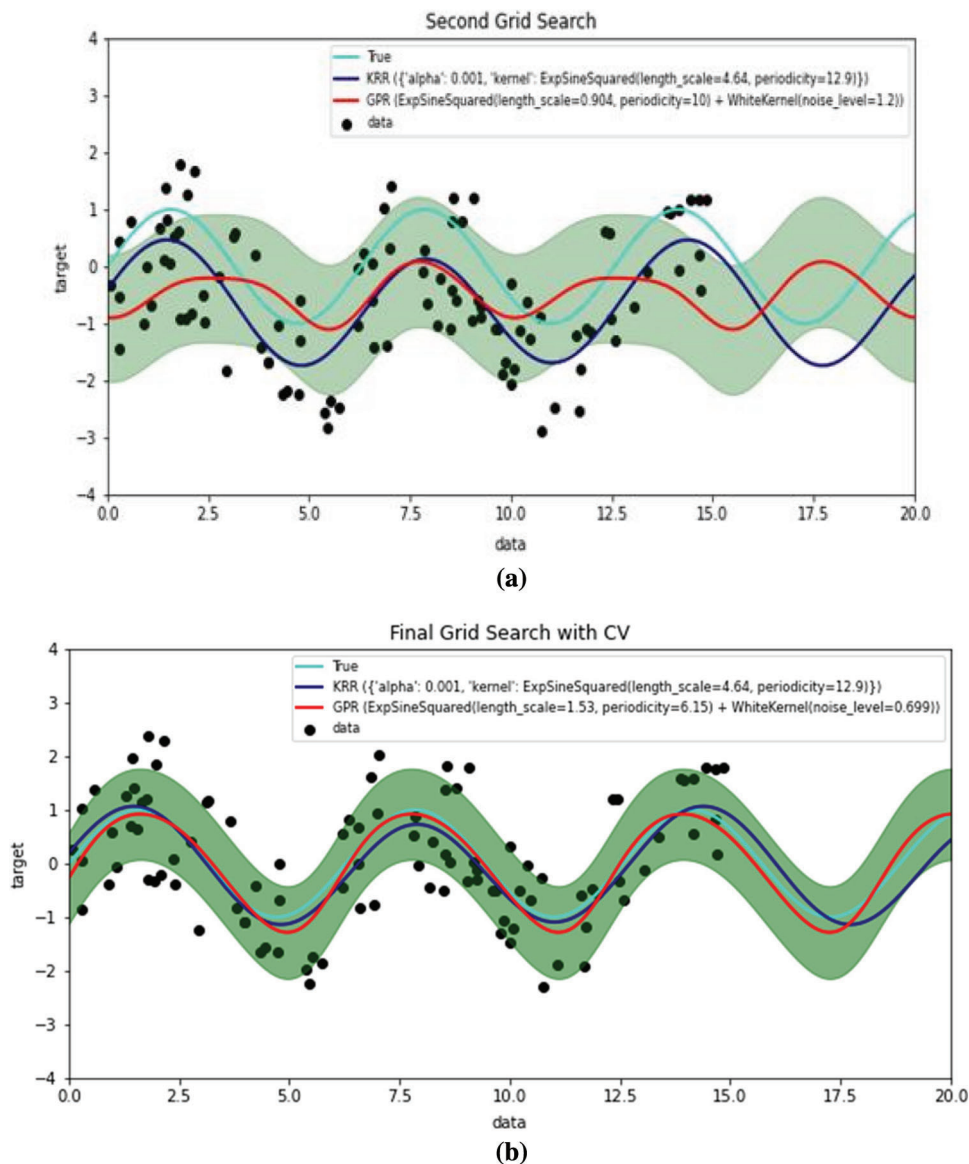 Second Grid Search
True
KRR ({'alpha': 0.001, 'kernel': ExpSineSquared(length_scale=4.64, periodicity=12.9)})
GPR (ExpSineSquared(length_scale=0.904, periodicity=10) + WhiteKernel(noise_level=1.2))
data
4
3
2
1
0
−1
−2
−3
−4
target
0.0 2.5 5.0 7.5 10.0 12.5 15.0 17.5 20.0
data
(a)
Final Grid Search with CV
True
KRR ({'alpha': 0.001, 'kernel': ExpSineSquared(length_scale=4.64, periodicity=12.9)})
GPR (ExpSineSquared(length_scale=1.53, periodicity=6.15) + WhiteKernel(noise_level=0.699))
data
4
3
2
1
0
−1
−2
−3
−4
target
0.0 2.5 5.0 7.5 10.0 12.5 15.0 17.5 20.0
data
(b)